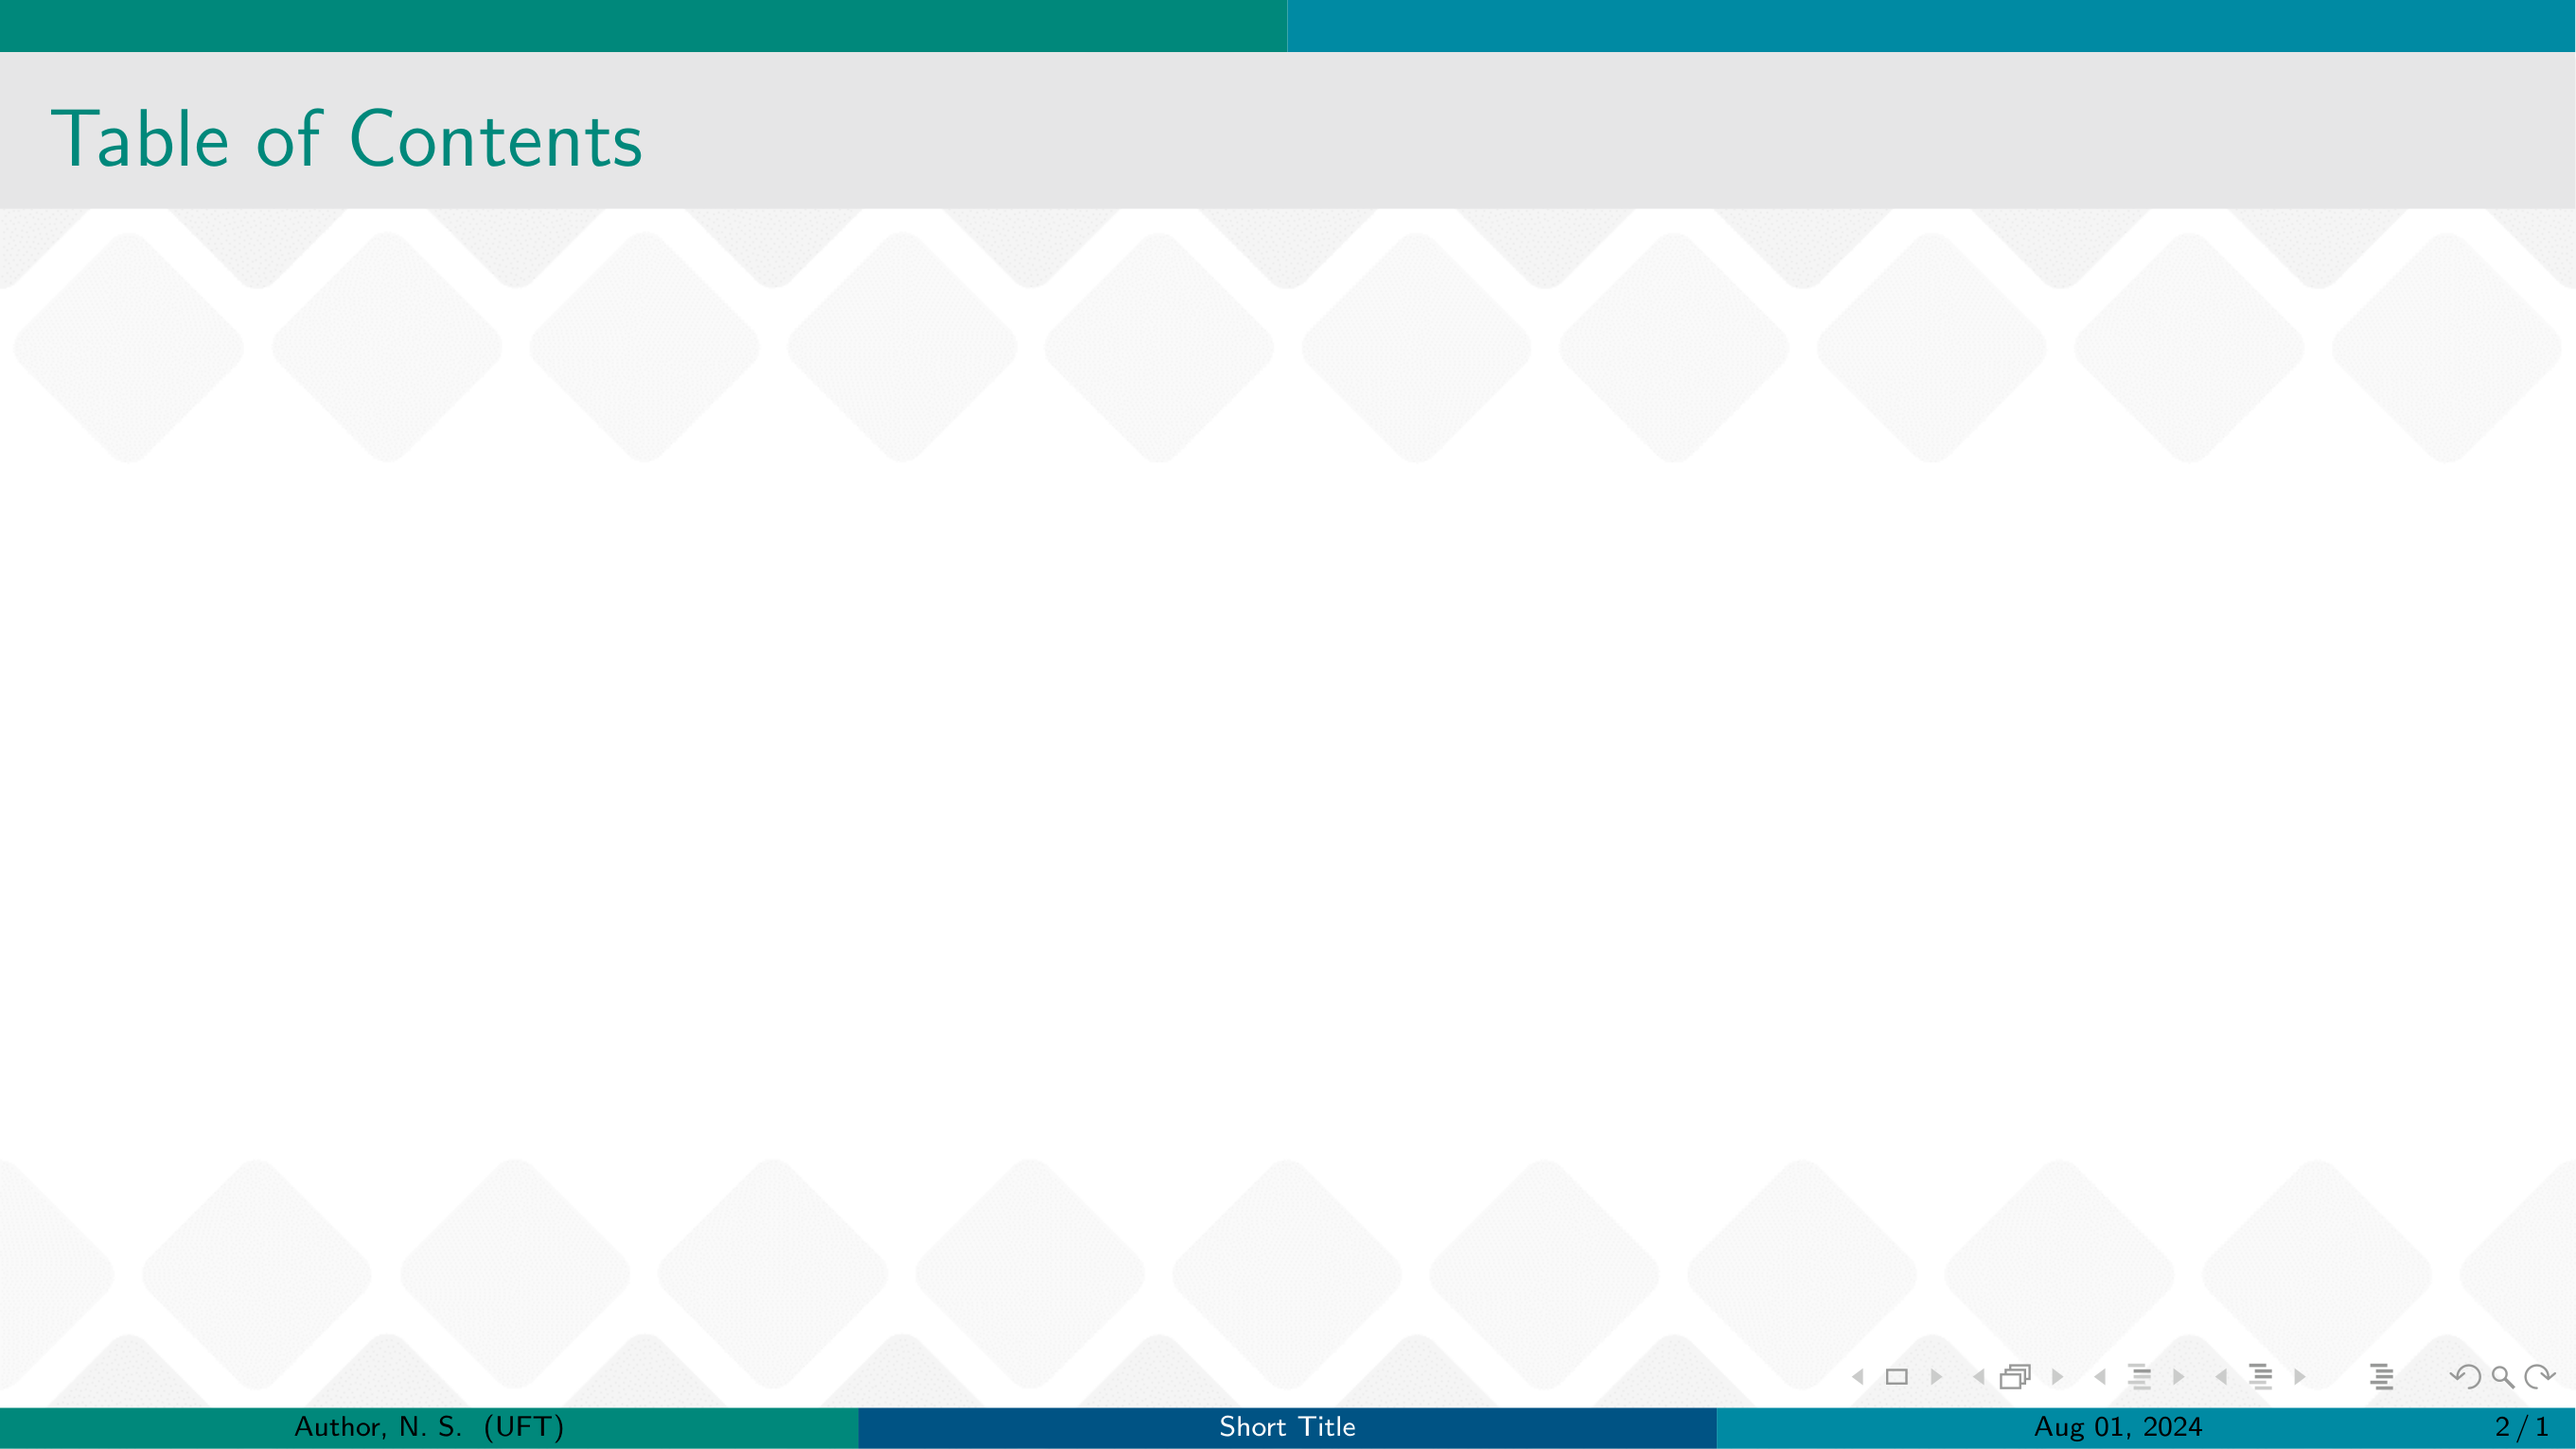 Table of Contents
Author, N. S. (UFT)
Short Title
Aug 01, 2024
2 / 1